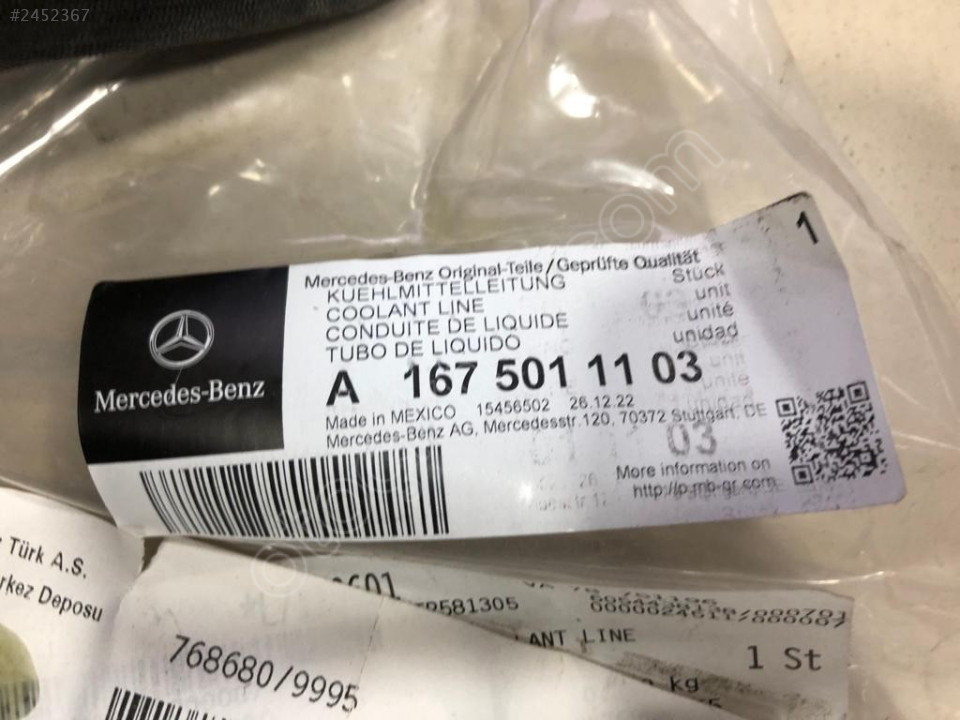 #2452367
1
Mercedes-Benz Original-Teile/Geprüfte Qualität
KUEHLMITTELLEITUNG
Stück
COOLANT LINE
unit
CONDUITE DE LIQUIDE
unité
TUBO DE LIQUIDO
unidad
Mercedes-Benz
A 167 501 11 03
Made in MEXICO 15456502 26.12.22
Mercedes-Benz AG, Mercedesstr.120, 70372 Stuttgart, DE
03
More information on
http://p.mb-qr.com
Türk A.S.
rkez Deposu
768680/9995
581305
ANT LINE
1 St
kg